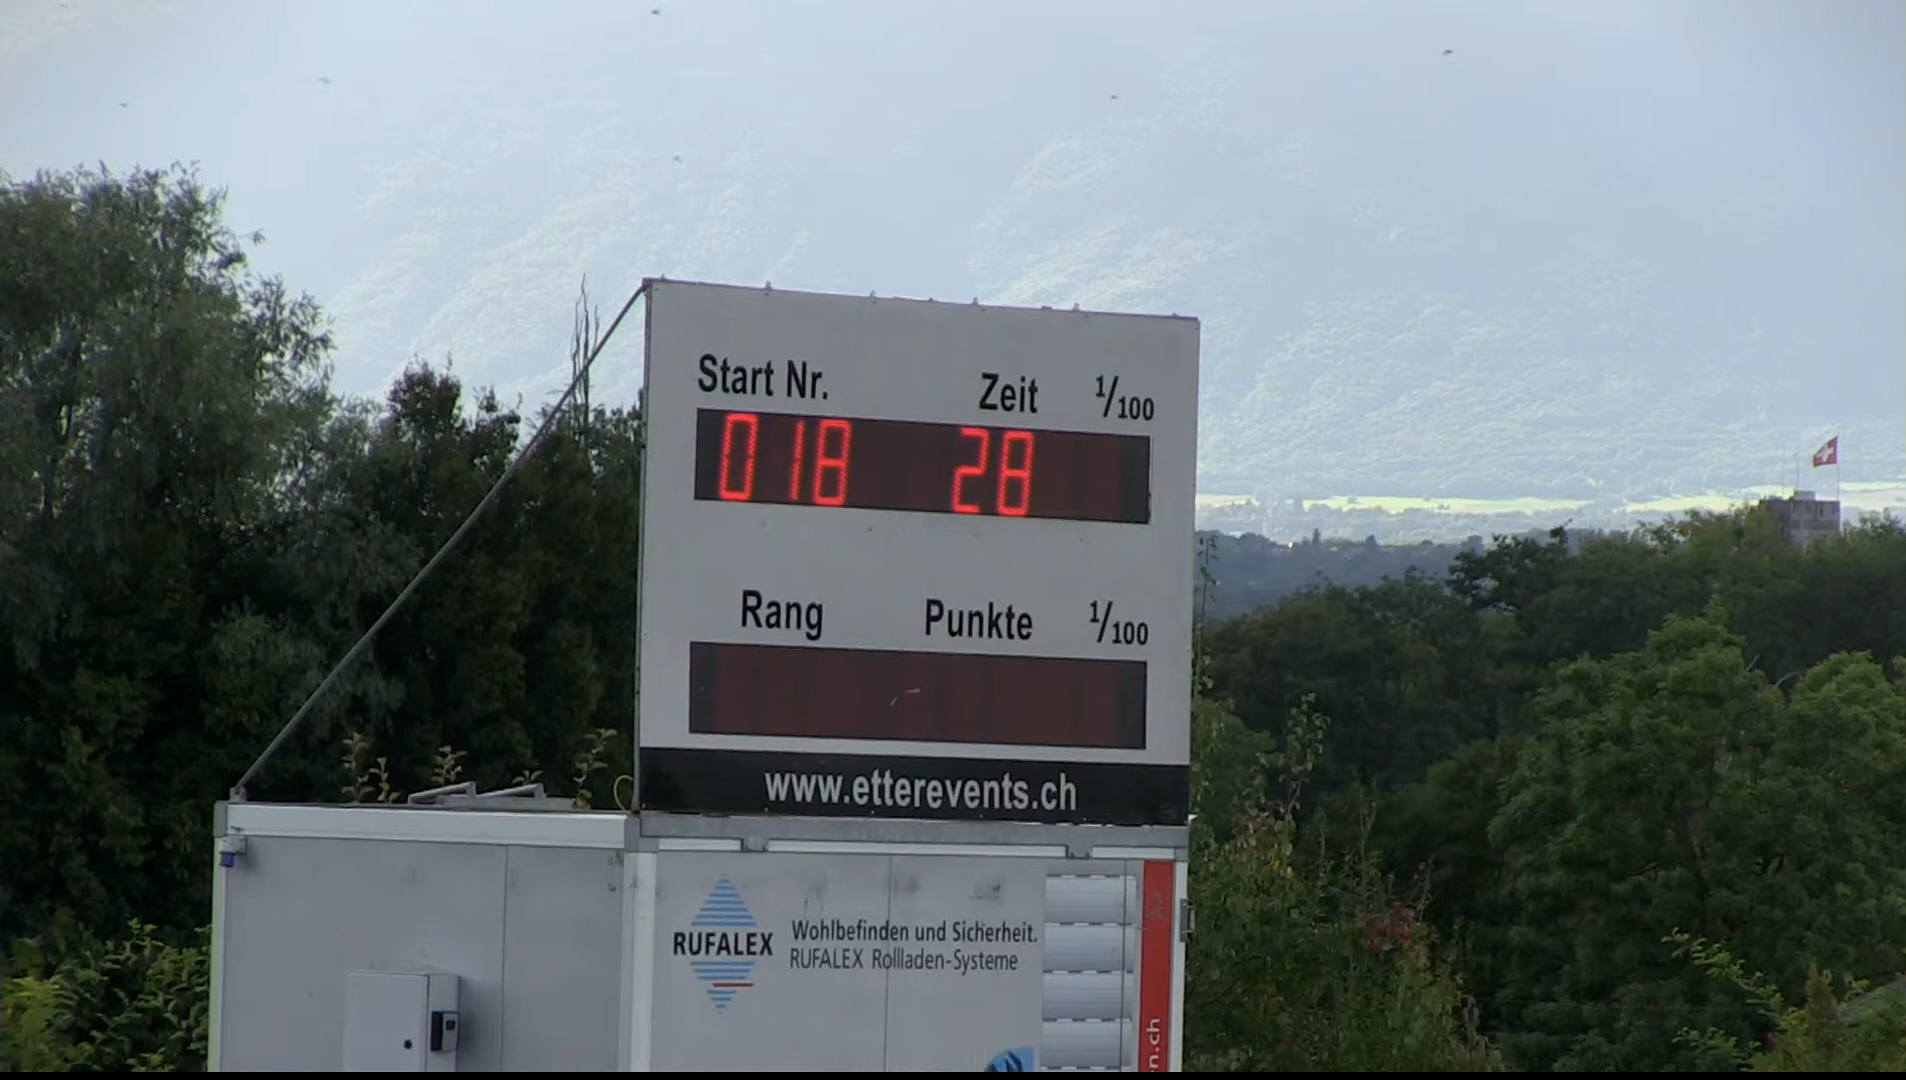 Start Nr. Zeit 1/100
018 28
Rang Punkte 1/100
www.etterevents.ch
RUFALEX
Wohlbefinden und Sicherheit.
RUFALEX Rollladen-Systeme
n.ch